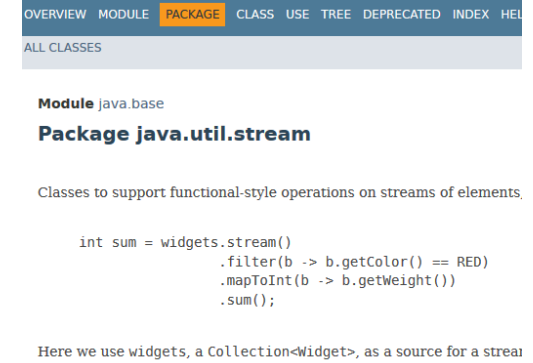 OVERVIEW MODULE PACKAGE CLASS USE TREE DEPRECATED INDEX
ALL CLASSES
Module java.base
Package java.util.stream
Classes to support functional-style operations on streams of elements,
int sum = widgets.stream()
.filter(b -> b.getColor() == RED)
.mapToInt(b -> b.getWeight())
.sum();
Here we use widgets, a Collection<Widget>, as a source for a